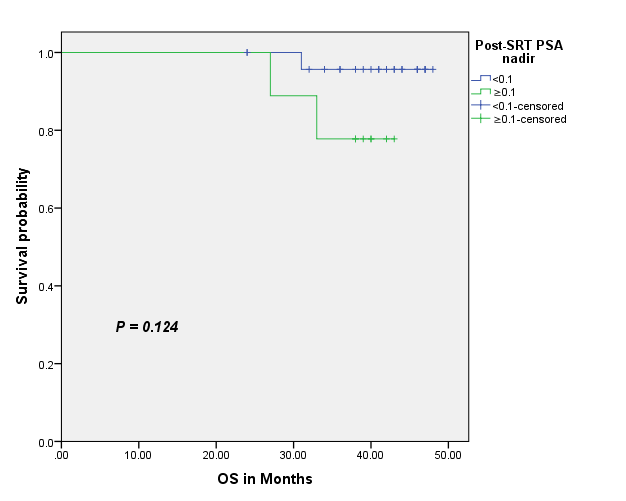 Post-SRT PSA
nadir
<0.1
≥0.1
<0.1-censored
≥0.1-censored
Survival probability
1.0
0.8
0.6
0.4
0.2
0.0
P = 0.124
.00 10.00 20.00 30.00 40.00 50.00
OS in Months